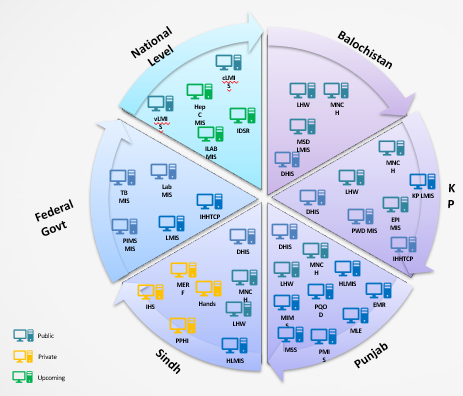 National
Level
cLMI
S
Hep
C
MIS
vLMI
S
IDSR
ILAB
MIS
Balochistan
LHW
MNC
H
MSD
LMIS
DHIS
KP
MNC
H
LHW
KP LMIS
DHIS
EPI
MIS
PWD MIS
IHHTCP
Federal
Govt
TB
MIS
Lab
MIS
IHHTCP
PIMS
MIS
LMIS
Sindh
DHIS
MER
F
MNC
H
IHS
Hands
LHW
PPHI
HLMIS
Punjab
DHIS
MNC
H
LHW
HLMIS
EMR
MIM
S
PQO
D
MLE
MSS
PMI
S
Public
Private
Upcoming